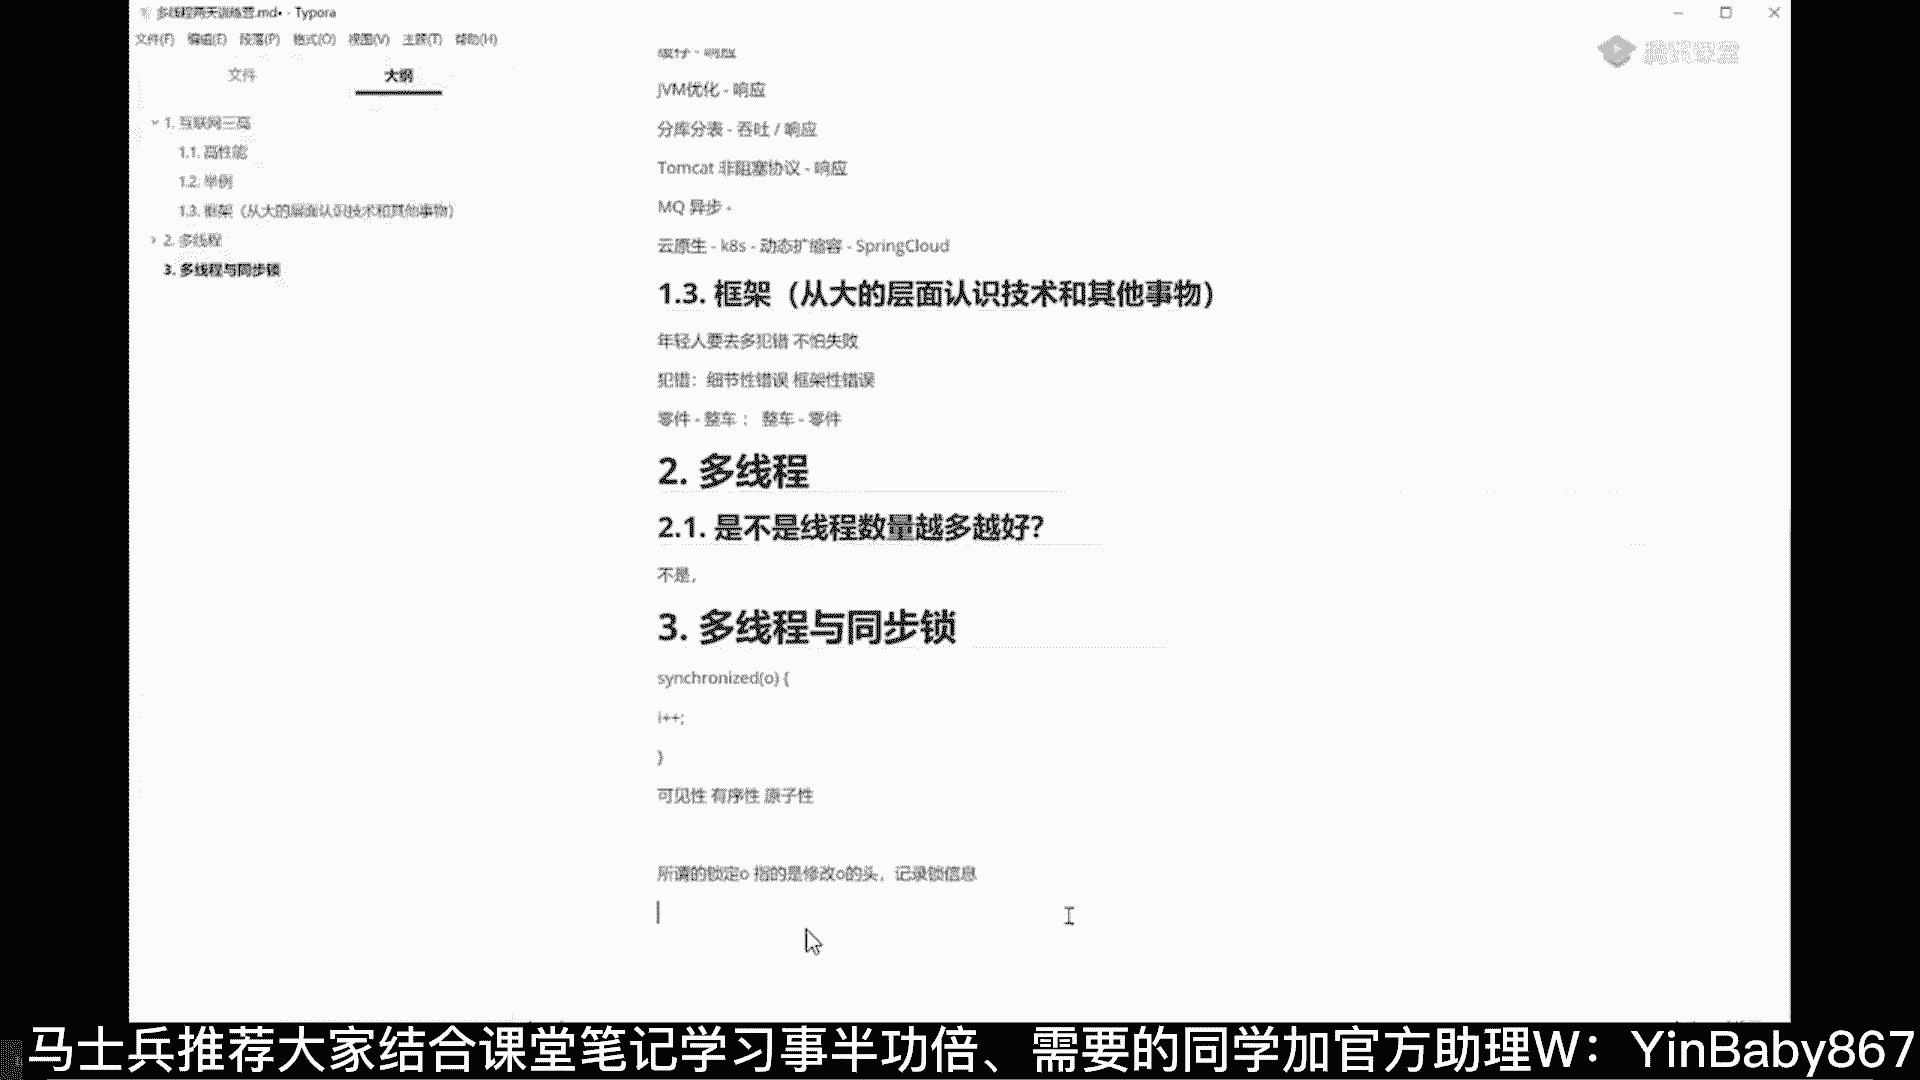 多线程两天训练营.md• - Typora
文件(F) 编辑(E) 段落(P) 格式(O) 视图(V) 主题(T) 帮助(H)
文件 大纲
1. 互联网三高
1.1. 高性能
1.2. 举例
1.3. 框架（从大的层面认识技术和其他事物）
2. 多线程
3. 多线程与同步锁
缓存 - 响应
JVM优化 - 响应
分库分表 - 吞吐 / 响应
Tomcat 非阻塞协议 - 响应
MQ 异步 -
云原生 - k8s - 动态扩缩容 - SpringCloud
1.3. 框架（从大的层面认识技术和其他事物）
年轻人要去多犯错 不怕失败
犯错：细节性错误 框架性错误
零件 - 整车 ： 整车 - 零件
2. 多线程
2.1. 是不是线程数量越多越好？
不是，
3. 多线程与同步锁
synchronized(o) {
i++;
}
可见性 有序性 原子性
所谓的锁定o 指的是修改o的头，记录锁信息
腾讯课堂
马士兵推荐大家结合课堂笔记学习事半功倍、需要的同学加官方助理W：YinBaby867